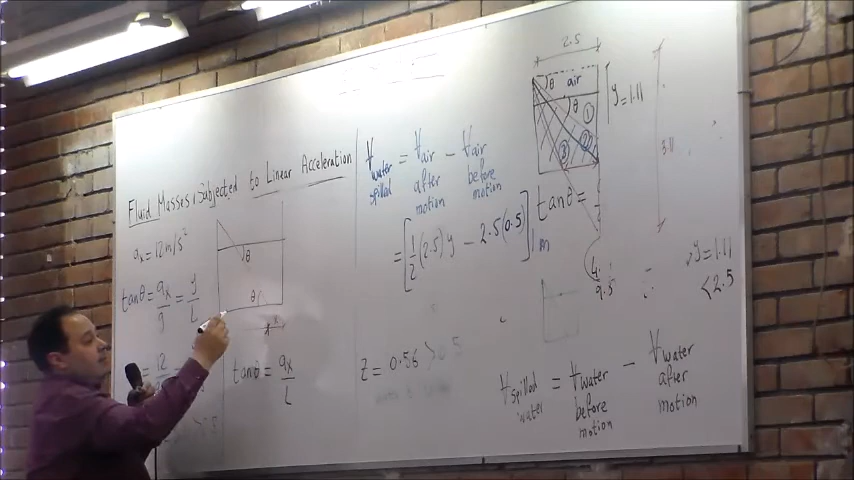 Fluid Masses Subjected to Linear Acceleration
ax = 12 m/s²
tanθ = ax/g = y/L
= 12
θ
θ
x
tanθ = ax/L
V water spilled = V air after motion - V air before motion
= [1/2 (2.5) y - 2.5(0.5)] 1m
Z = 0.56 > 0.5
2.5
θ air
θ
y = 1.11
1
2
3
3.0
tanθ =
4.
9.8
∴
y = 1.11
< 2.5
V spilled water = V water before motion - V water after motion